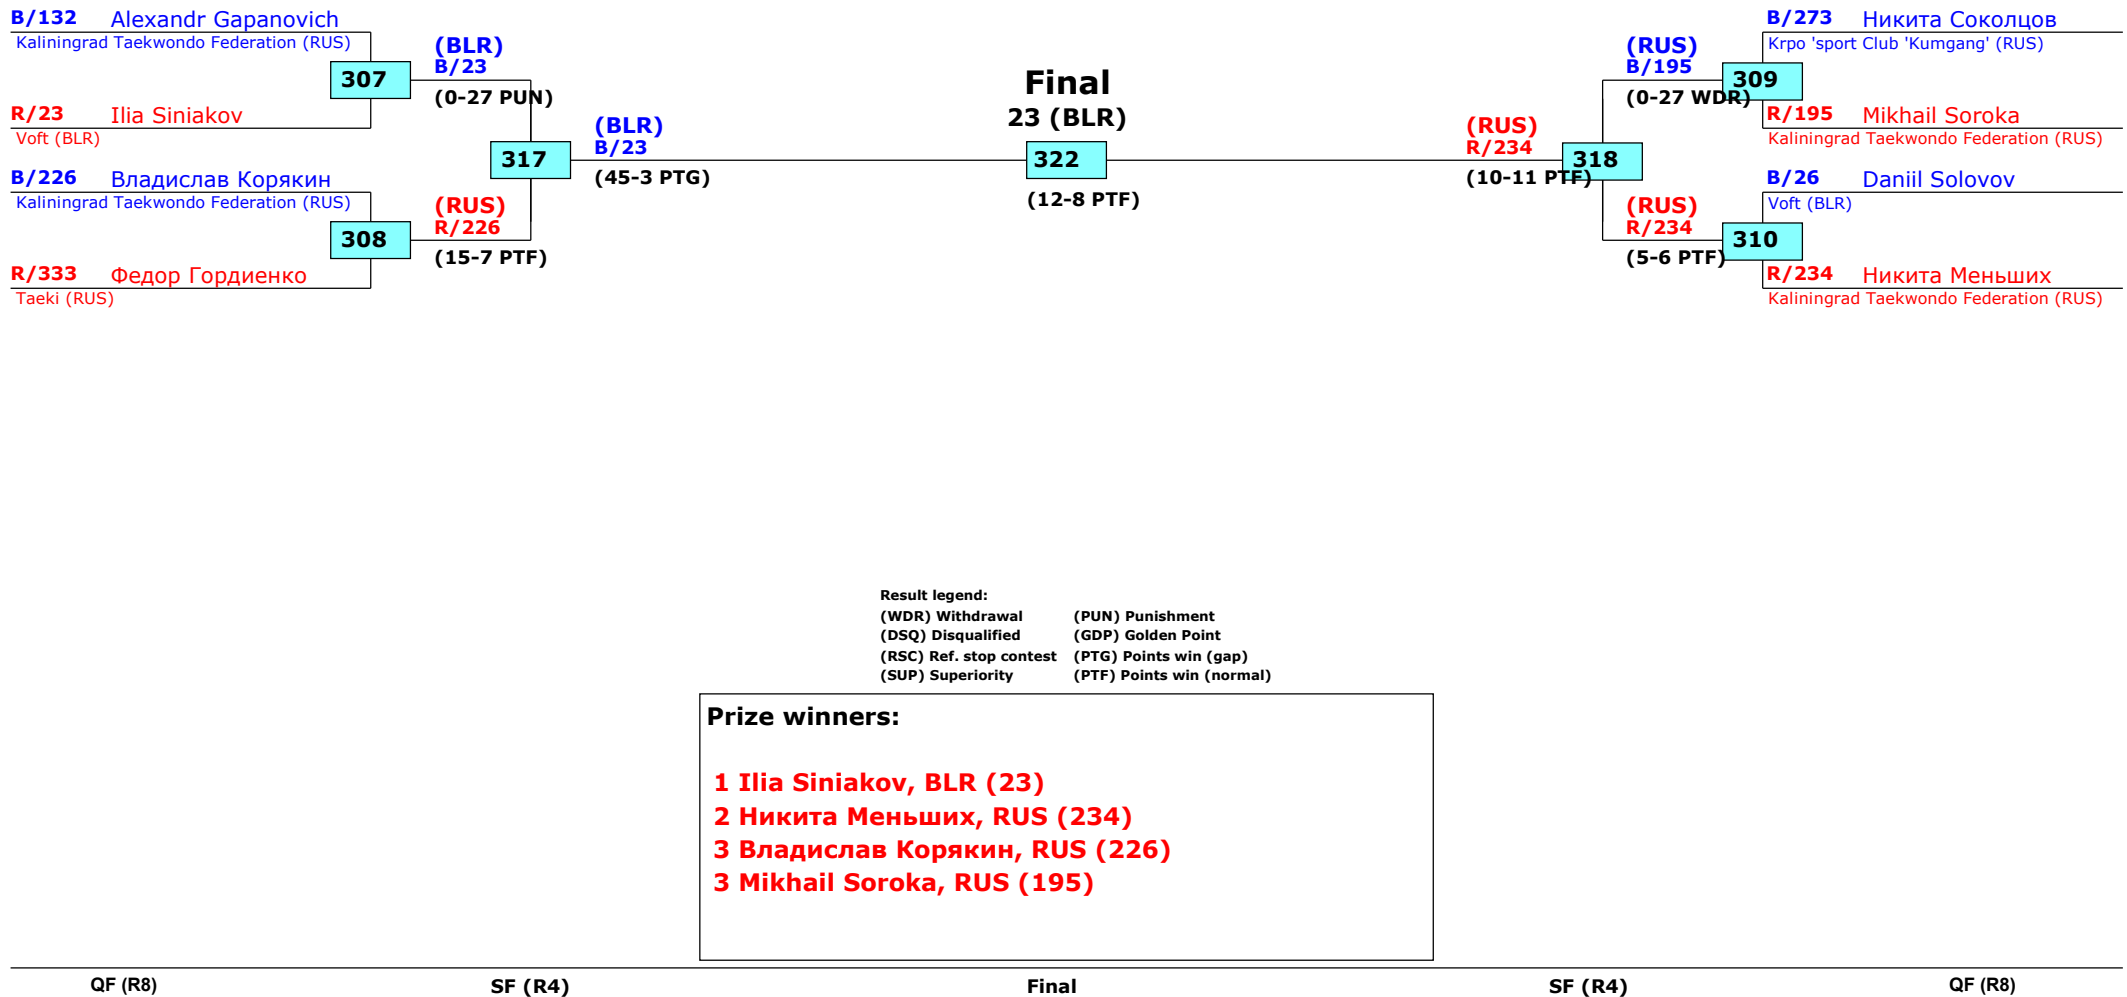 B/132 Alexandr Gapanovich
Kaliningrad Taekwondo Federation (RUS)
307
R/23 Ilia Siniakov
Voft (BLR)
B/226 Владислав Корякин
Kaliningrad Taekwondo Federation (RUS)
308
R/333 Федор Гордиенко
Taeki (RUS)
(BLR)
B/23
(0-27 PUN)
317
(RUS)
R/226
(15-7 PTF)
(BLR)
B/23
(45-3 PTG)
Final
23 (BLR)
322
(12-8 PTF)
(RUS)
R/234
(10-11 PTF)
318
(RUS)
B/195
(0-27 WDR)
(RUS)
R/234
(5-6 PTF)
B/273 Никита Соколцов
Krpo 'sport Club 'Kumgang' (RUS)
309
R/195 Mikhail Soroka
Kaliningrad Taekwondo Federation (RUS)
B/26 Daniil Solovov
Voft (BLR)
310
R/234 Никита Меньших
Kaliningrad Taekwondo Federation (RUS)
Result legend:
(WDR) Withdrawal (PUN) Punishment
(DSQ) Disqualified (GDP) Golden Point
(RSC) Ref. stop contest (PTG) Points win (gap)
(SUP) Superiority (PTF) Points win (normal)
Prize winners:
1 Ilia Siniakov, BLR (23)
2 Никита Меньших, RUS (234)
3 Владислав Корякин, RUS (226)
3 Mikhail Soroka, RUS (195)
QF (R8) SF (R4) Final SF (R4) QF (R8)